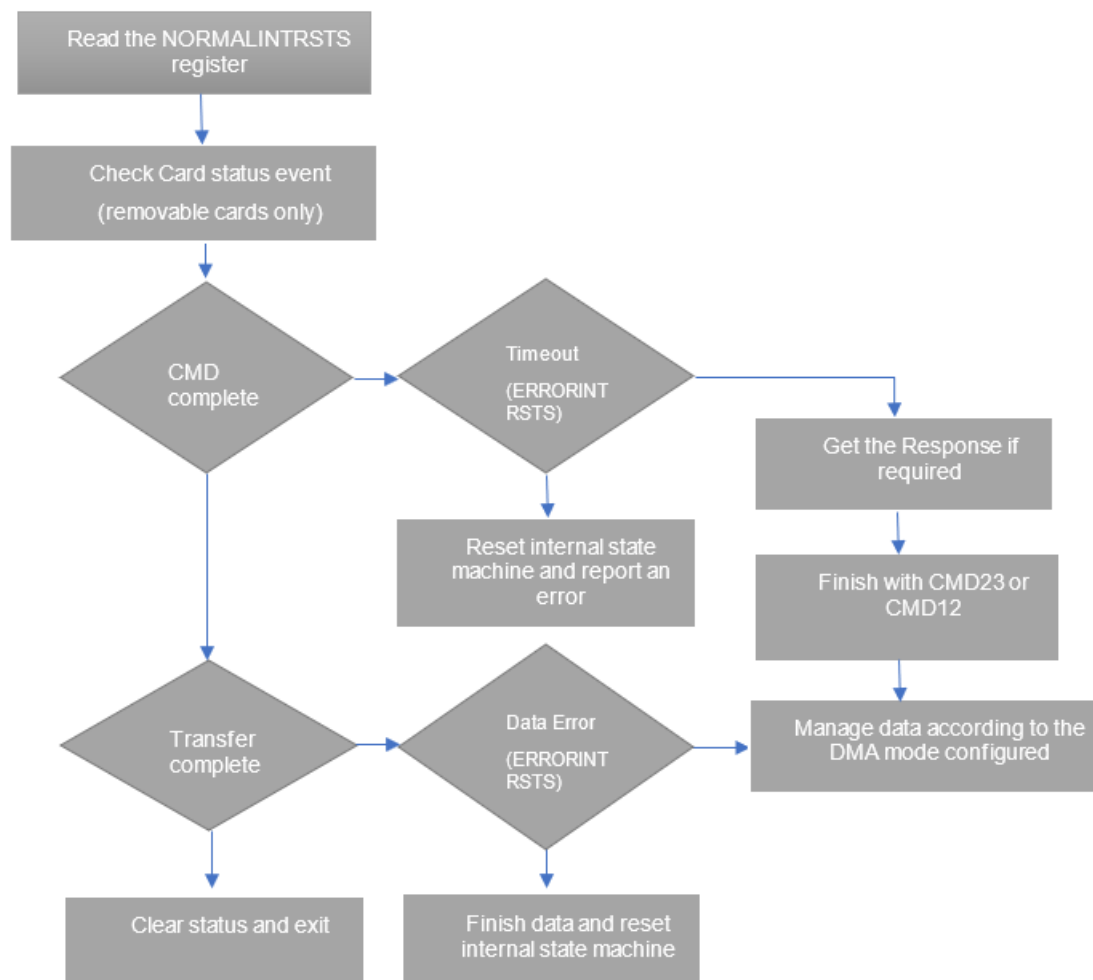 Read the NORMALINTRSTS
register
Check Card status event
(removable cards only)
CMD
complete
Timeout
(ERRORINT
RSTS)
Get the Response if
required
Reset internal state
machine and report an
error
Finish with CMD23 or
CMD12
Transfer
complete
Data Error
(ERRORINT
RSTS)
Manage data according to the
DMA mode configured
Clear status and exit
Finish data and reset
internal state machine